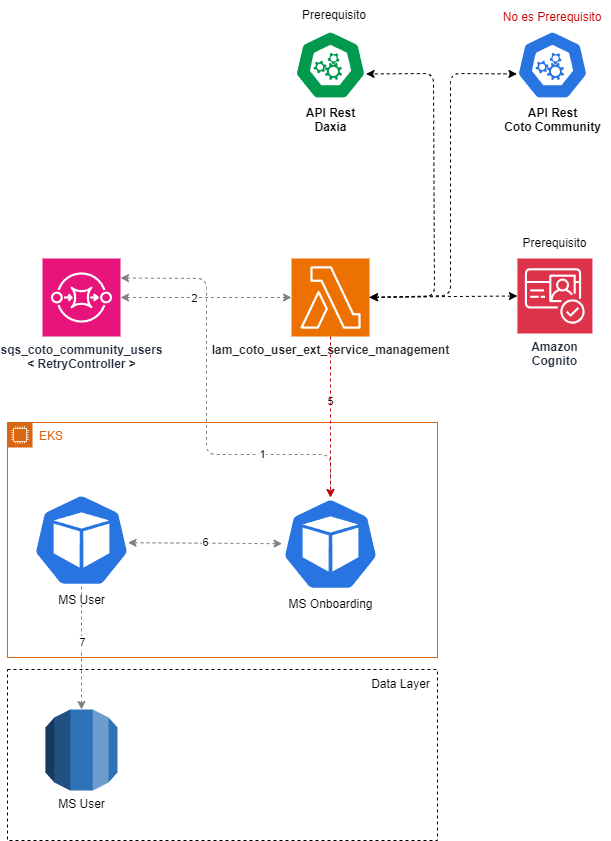 Prerequisito
No es Prerequisito
API Rest
Daxia
API Rest
Coto Community
Prerequisito
2
sqs_coto_community_users
< RetryController >
lam_coto_user_ext_service_management
Amazon
Cognito
5
EKS
1
6
MS User
MS Onboarding
7
Data Layer
MS User